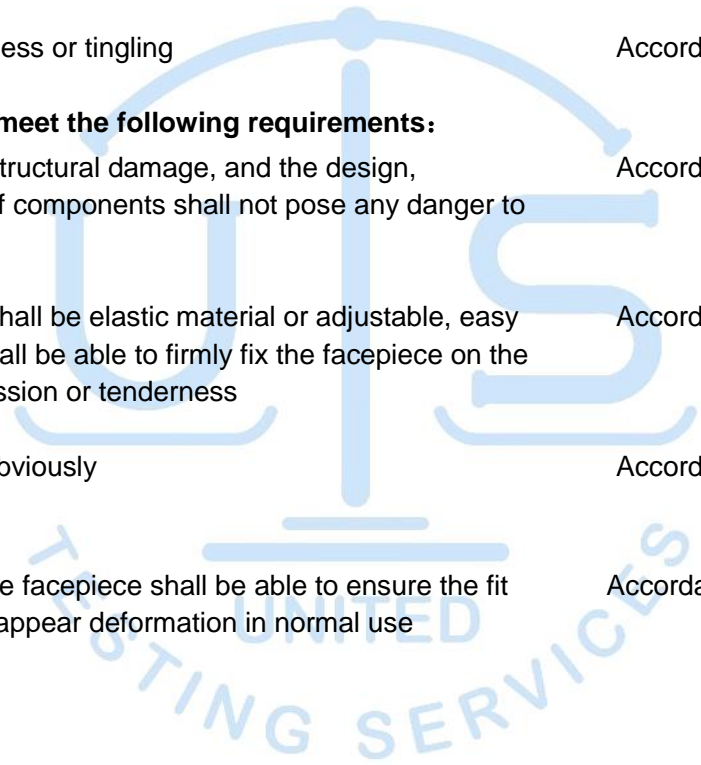 ess or tingling Accord
meet the following requirements：
tructural damage, and the design, Accord
f components shall not pose any danger to
hall be elastic material or adjustable, easy Accord
all be able to firmly fix the facepiece on the
ssion or tenderness
bviously Accord
e facepiece shall be able to ensure the fit Accorda
appear deformation in normal use
U S
UNITED
TESTING SERVICES